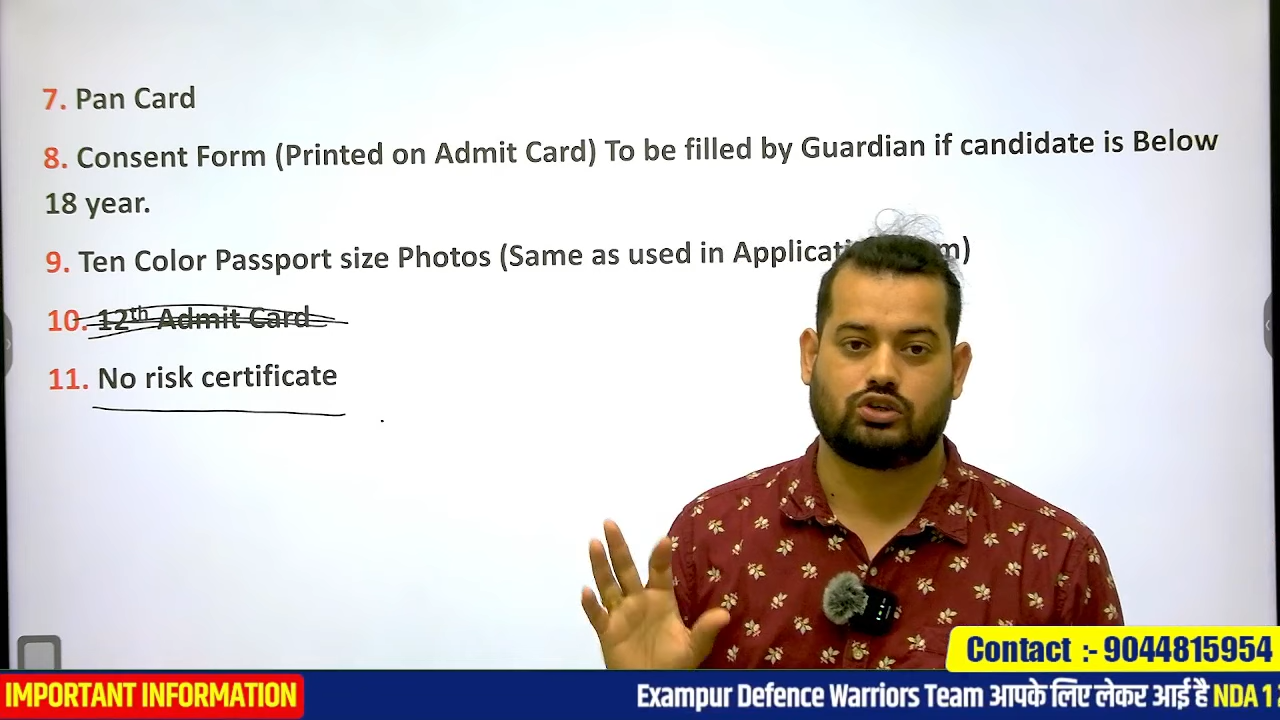 7. Pan Card
8. Consent Form (Printed on Admit Card) To be filled by Guardian if candidate is Below
18 year.
9. Ten Color Passport size Photos (Same as used in
10. 12th Admit Card
11. No risk certificate
Contact :- 9044815954
IMPORTANT INFORMATION
Exampur Defence Warriors Team आपके लिए लेकर आई है NDA 1